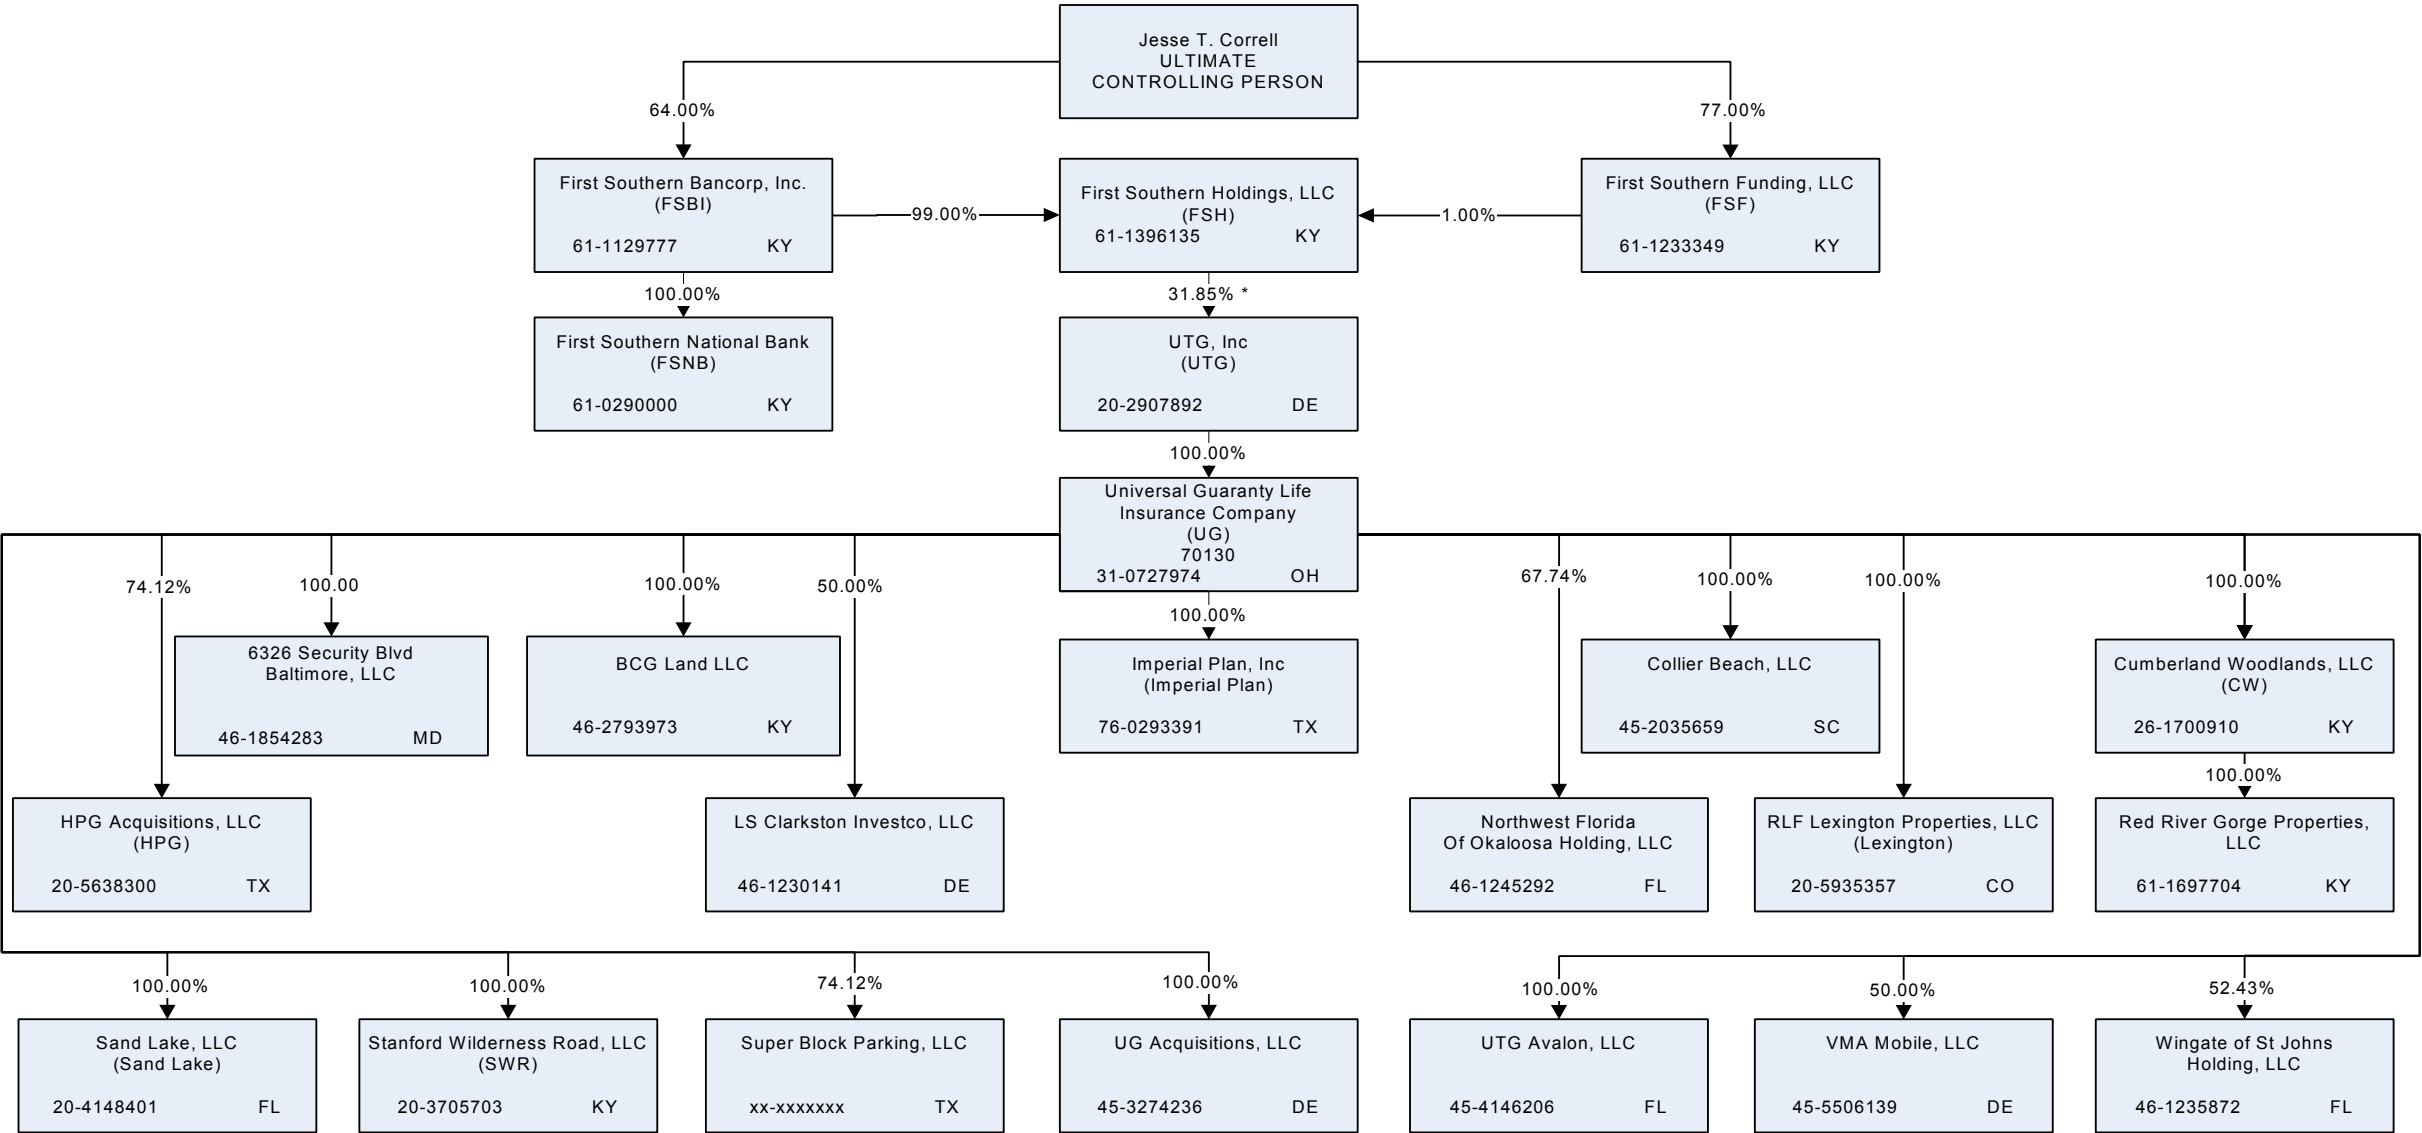 Jesse T. Correll
ULTIMATE
CONTROLLING PERSON
64.00%
77.00%
First Southern Bancorp, Inc.
(FSBI)
61-1129777 KY
99.00%
First Southern Holdings, LLC
(FSH)
61-1396135 KY
1.00%
First Southern Funding, LLC
(FSF)
61-1233349 KY
100.00%
31.85% *
First Southern National Bank
(FSNB)
61-0290000 KY
UTG, Inc
(UTG)
20-2907892 DE
100.00%
Universal Guaranty Life
Insurance Company
(UG)
70130
31-0727974 OH
74.12%
100.00
100.00%
50.00%
100.00%
67.74%
100.00%
100.00%
100.00%
6326 Security Blvd
Baltimore, LLC
46-1854283 MD
BCG Land LLC
46-2793973 KY
Imperial Plan, Inc
(Imperial Plan)
76-0293391 TX
Collier Beach, LLC
45-2035659 SC
Cumberland Woodlands, LLC
(CW)
26-1700910 KY
100.00%
HPG Acquisitions, LLC
(HPG)
20-5638300 TX
LS Clarkston Investco, LLC
46-1230141 DE
Northwest Florida
Of Okaloosa Holding, LLC
46-1245292 FL
RLF Lexington Properties, LLC
(Lexington)
20-5935357 CO
Red River Gorge Properties,
LLC
61-1697704 KY
100.00%
100.00%
74.12%
100.00%
100.00%
50.00%
52.43%
Sand Lake, LLC
(Sand Lake)
20-4148401 FL
Stanford Wilderness Road, LLC
(SWR)
20-3705703 KY
Super Block Parking, LLC
xx-xxxxxxx TX
UG Acquisitions, LLC
45-3274236 DE
UTG Avalon, LLC
45-4146206 FL
VMA Mobile, LLC
45-5506139 DE
Wingate of St Johns
Holding, LLC
46-1235872 FL